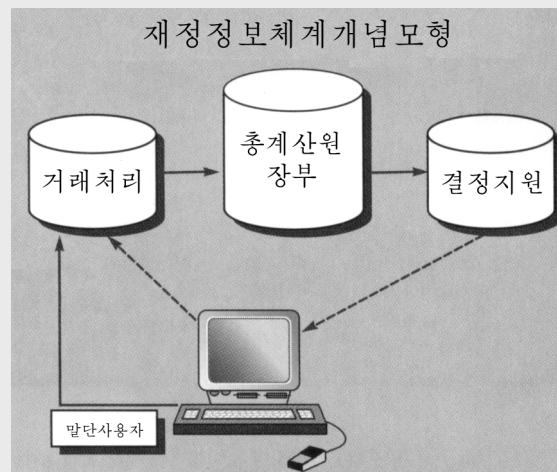 재정정보체계개념모형
총계산원
장부
거래처리
결정지원
말단사용자